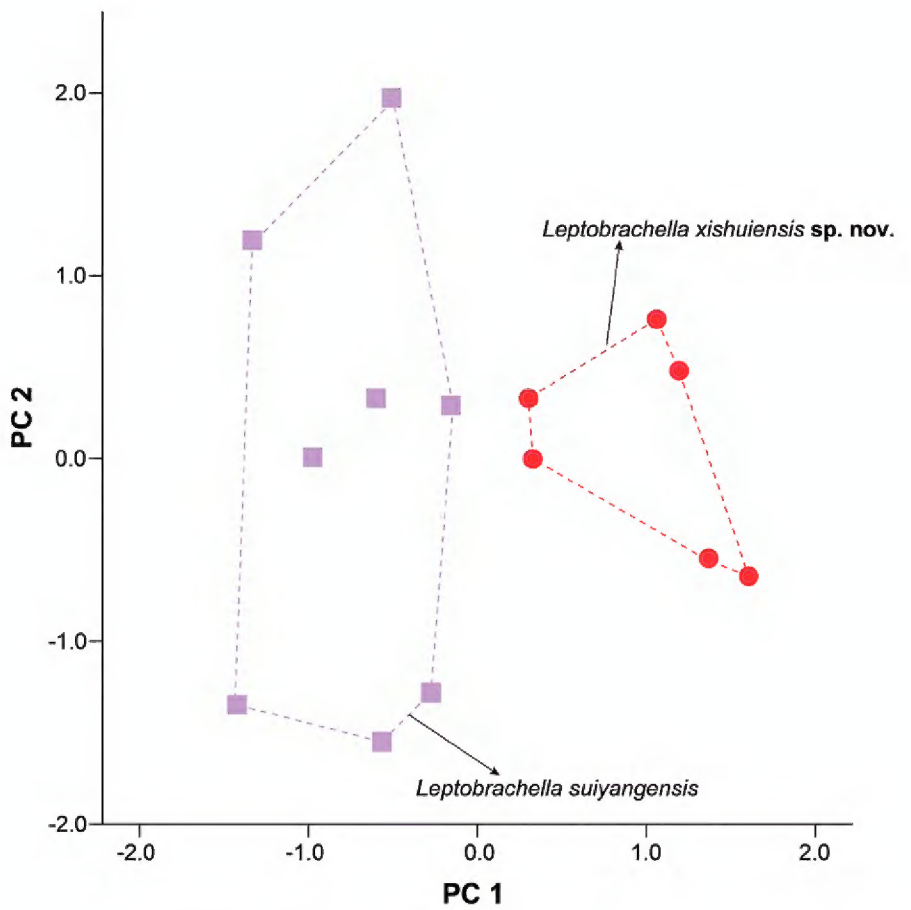 2.0
Leptobrachella xishuiensis sp. nov.
1.0
PC 2
0.0
-1.0
Leptobrachella suiyangensis
-2.0
-2.0 -1.0 0.0 1.0 2.0
PC 1